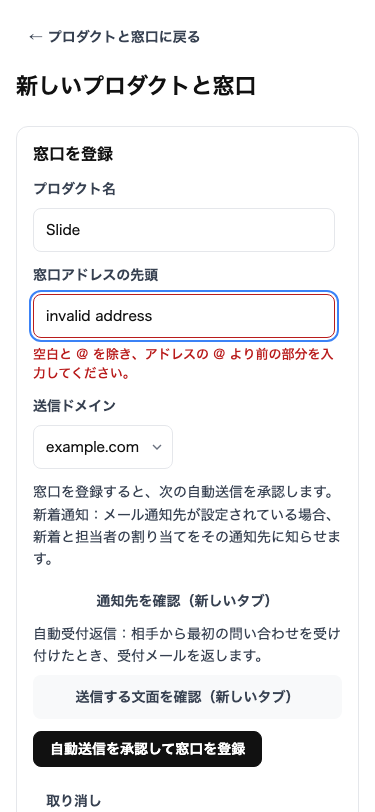 ← プロダクトと窓口に戻る
新しいプロダクトと窓口
窓口を登録
プロダクト名
Slide
窓口アドレスの先頭
invalid address
空白と @ を除き、アドレスの @ より前の部分を入
力してください。
送信ドメイン
example.com
窓口を登録すると、次の自動送信を承認します。
新着通知：メール通知先が設定されている場合、
新着と担当者の割り当てをその通知先に知らせま
す。
通知先を確認（新しいタブ）
自動受付返信：相手から最初の問い合わせを受け
付けたとき、受付メールを返します。
送信する文面を確認（新しいタブ）
自動送信を承認して窓口を登録
取り消し